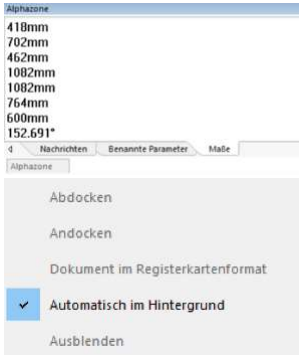 Alphazone
418mm
702mm
462mm
1082mm
1082mm
764mm
600mm
152.691°
Nachrichten Benannte Parameter Maße
Alphazone
Abdocken
Andocken
Dokument im Registerkartenformat
Automatisch im Hintergrund
Ausblenden